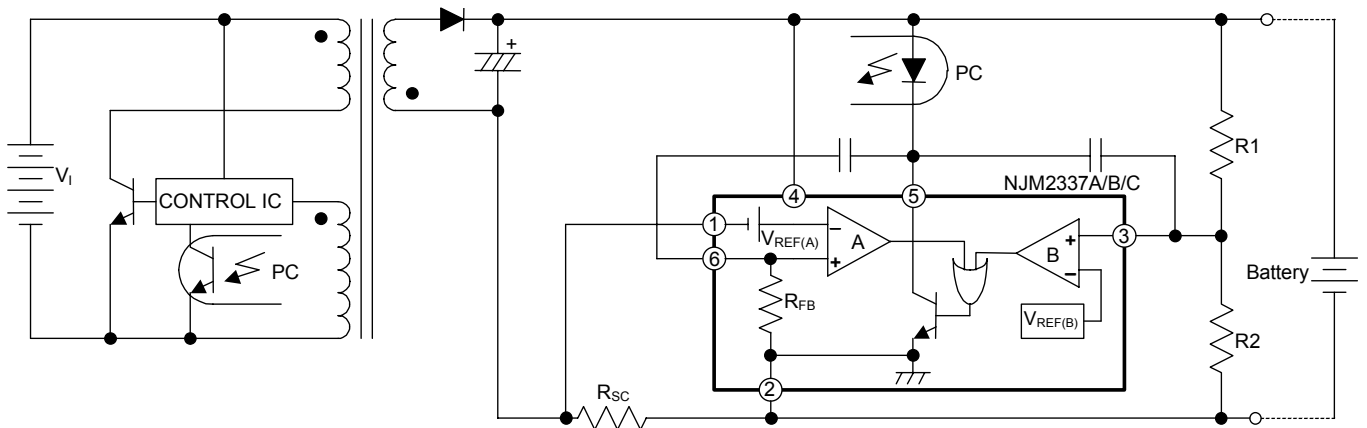 +
PC
R1
V_I
CONTROL IC
NJM2337A/B/C
4
5
1
V_REF(A)
−
A
B
+
3
6
+
−
PC
R_FB
V_REF(B)
Battery
R2
2
R_SC